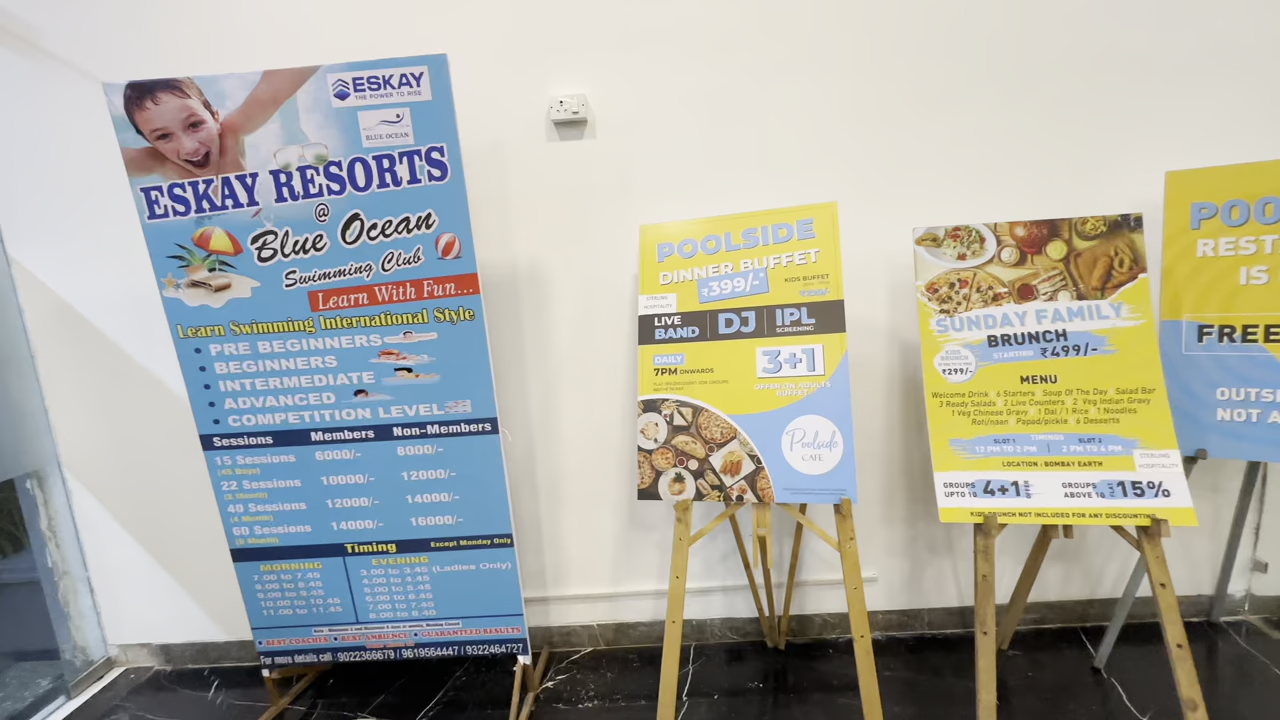 ESKAY
THE POWER TO RISE
BLUE OCEAN
ESKAY RESORTS
@
Blue Ocean
Swimming Club
Learn With Fun...
Learn Swimming International Style
• PRE BEGINNERS
• BEGINNERS
• INTERMEDIATE
• ADVANCED
• COMPETITION LEVEL
Sessions Members Non-Members
15 Sessions 6000/- 8000/-
(45 Days)
22 Sessions 10000/- 12000/-
40 Sessions 12000/- 14000/-
60 Sessions 14000/- 16000/-
Timing Except Monday Only
MORNING
7.00 to 7.45
8.00 to 8.45
9.00 to 9.45
10.00 to 10.45
11.00 to 11.45
EVENING
3.00 to 3.45 (Ladies Only)
4.00 to 4.45
5.00 to 5.45
6.00 to 6.45
7.00 to 7.45
• BEST COACHES • BEST AMBIENCE • GUARANTEED RESULTS
For more details call : 9022366679 / 9619564447 / 9322464727
POOLSIDE
DINNER BUFFET
₹399/-*
KIDS BUFFET
STERLING
HOSPITALITY
LIVE
BAND
DJ
IPL
SCREENING
DAILY
7PM ONWARDS
3+1
OFFER ON ADULTS
BUFFET
Poolside
CAFE
SUNDAY FAMILY
BRUNCH
STARTING ₹499/-
KIDS
BRUNCH
₹299/-
MENU
Welcome Drink 6 Starters Soup Of The Day Salad Bar
3 Ready Salads 2 Live Counters 2 Veg Indian Gravy
1 Veg Chinese Gravy 1 Dal / 1 Rice 1 Noodles
Roti/naan Papad/pickle 6 Desserts
TIMINGS
SLOT 1
12 PM TO 2 PM
SLOT 2
2 PM TO 4 PM
LOCATION : BOMBAY EARTH
STERLING
HOSPITALITY
GROUPS
UPTO 10
4+1
OFFER
GROUPS
ABOVE 10
FLAT
15%
KIDS BRUNCH NOT INCLUDED FOR ANY DISCOUNTING
POO
REST
IS
FREE
OUTS
NOT A